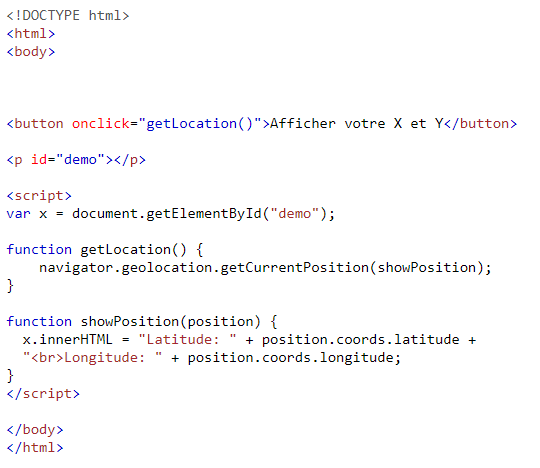 <!DOCTYPE html>
<html>
<body>
<button onclick="getLocation()">Afficher votre X et Y</button>
<p id="demo"></p>
<script>
var x = document.getElementById("demo");
function getLocation() {
    navigator.geolocation.getCurrentPosition(showPosition);
}
function showPosition(position) {
  x.innerHTML = "Latitude: " + position.coords.latitude +
  "<br>Longitude: " + position.coords.longitude;
}
</script>
</body>
</html>